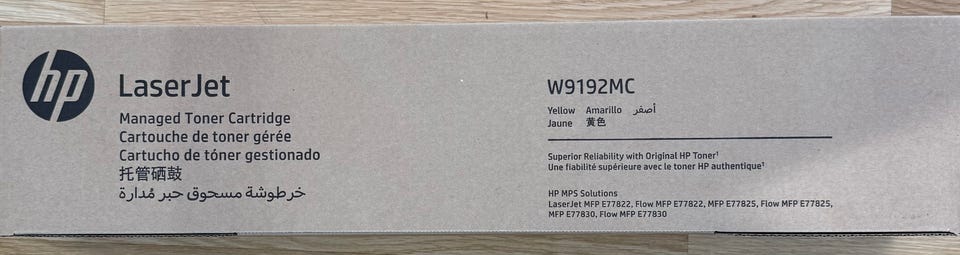 hp
LaserJet
Managed Toner Cartridge
Cartouche de toner gérée
Cartucho de tóner gestionado
托管硒鼓
خرطوشة مسحوق حبر مُدارة
W9192MC
Yellow Amarillo أصفر
Jaune 黄色
Superior Reliability with Original HP Toner¹
Une fiabilité supérieure avec le toner HP authentique¹
HP MPS Solutions
LaserJet MFP E77822, Flow MFP E77822, MFP E77825, Flow MFP E77825,
MFP E77830, Flow MFP E77830